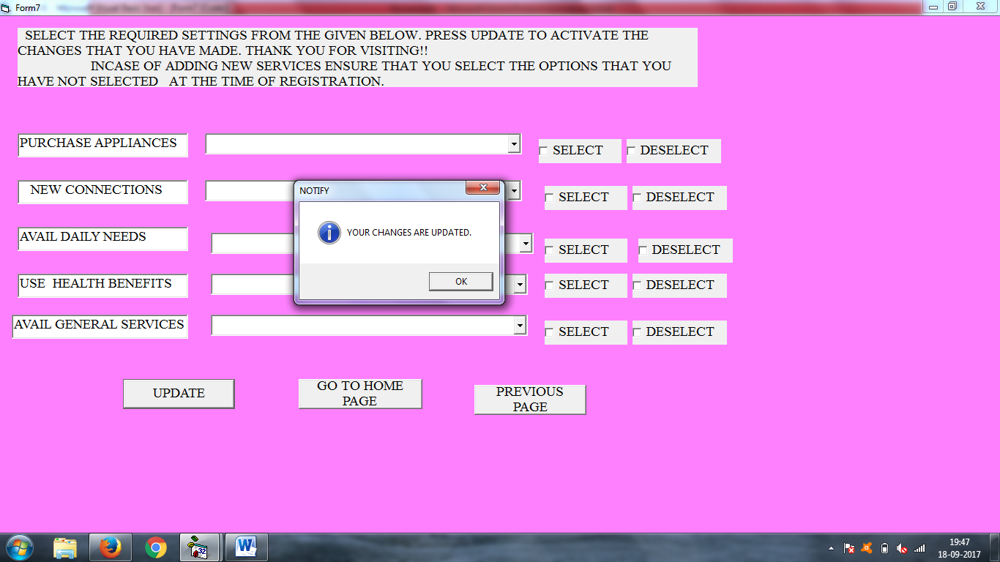 Form7
SELECT THE REQUIRED SETTINGS FROM THE GIVEN BELOW. PRESS UPDATE TO ACTIVATE THE
CHANGES THAT YOU HAVE MADE. THANK YOU FOR VISITING!!
INCASE OF ADDING NEW SERVICES ENSURE THAT YOU SELECT THE OPTIONS THAT YOU
HAVE NOT SELECTED AT THE TIME OF REGISTRATION.
PURCHASE APPLIANCES
SELECT DESELECT
NEW CONNECTIONS
SELECT DESELECT
NOTIFY
YOUR CHANGES ARE UPDATED.
OK
AVAIL DAILY NEEDS
SELECT DESELECT
USE HEALTH BENEFITS
SELECT DESELECT
AVAIL GENERAL SERVICES
SELECT DESELECT
UPDATE
GO TO HOME
PAGE
PREVIOUS
PAGE
32
W
19:47
18-09-2017